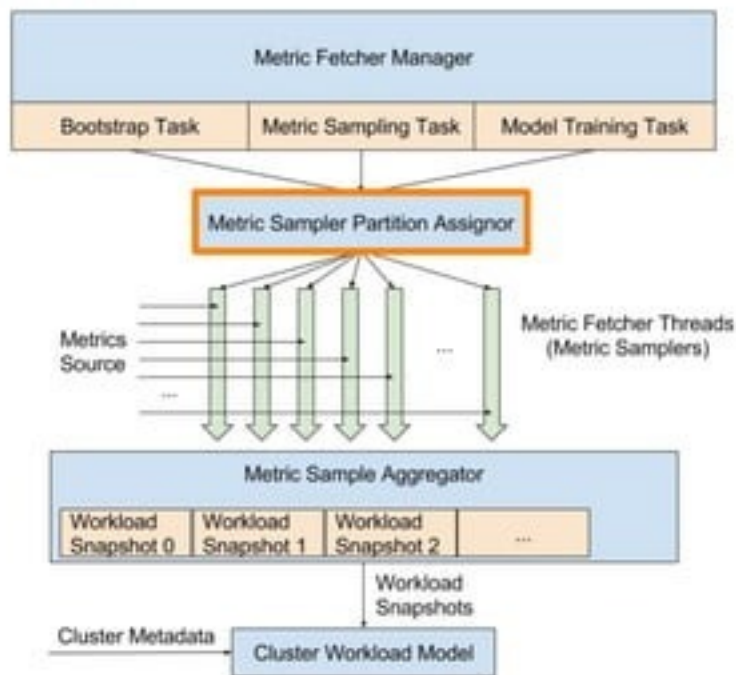 Metric Fetcher Manager
Bootstrap Task
Metric Sampling Task
Model Training Task
Metric Sampler Partition Assignor
Metrics
Source
...
...
Metric Fetcher Threads
(Metric Samplers)
Metric Sample Aggregator
Workload
Snapshot 0
Workload
Snapshot 1
Workload
Snapshot 2
...
Workload
Snapshots
Cluster Metadata
Cluster Workload Model